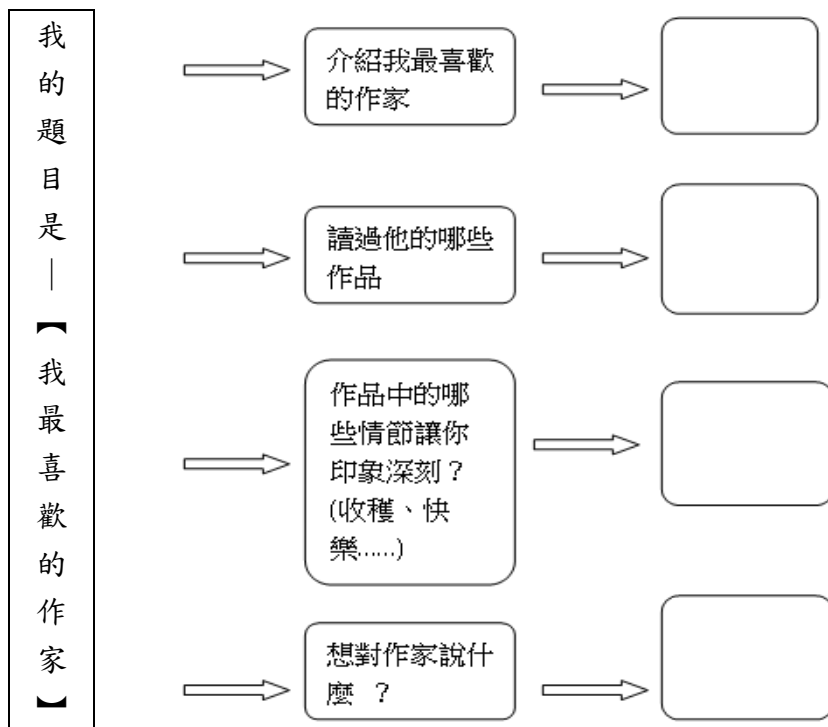 我的題目是—【我最喜歡的作家】
介紹我最喜歡
的作家
讀過他的哪些
作品
作品中的哪
些情節讓你
印象深刻？
(收穫、快
樂……)
想對作家說什
麼 ？